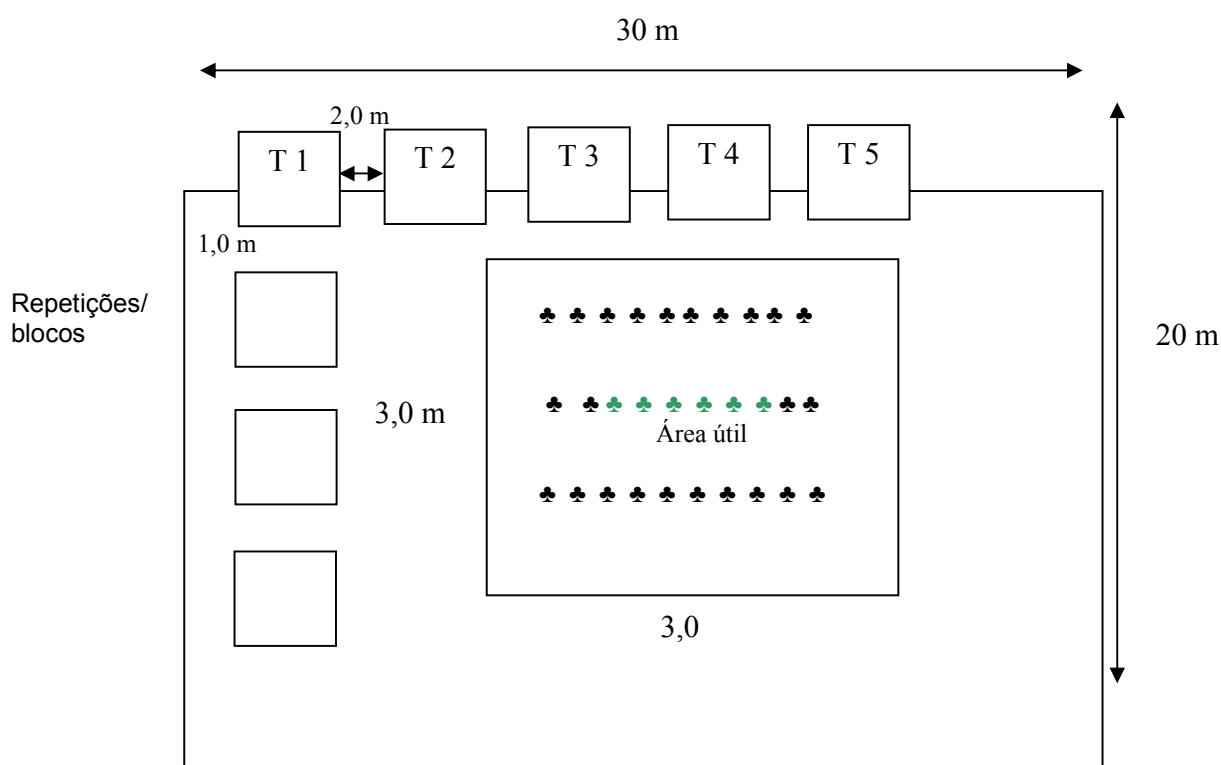 30 m
2,0 m
T 1
T 2
T 3
T 4
T 5
1,0 m
Repetições/
blocos
20 m
3,0 m
Área útil
3,0